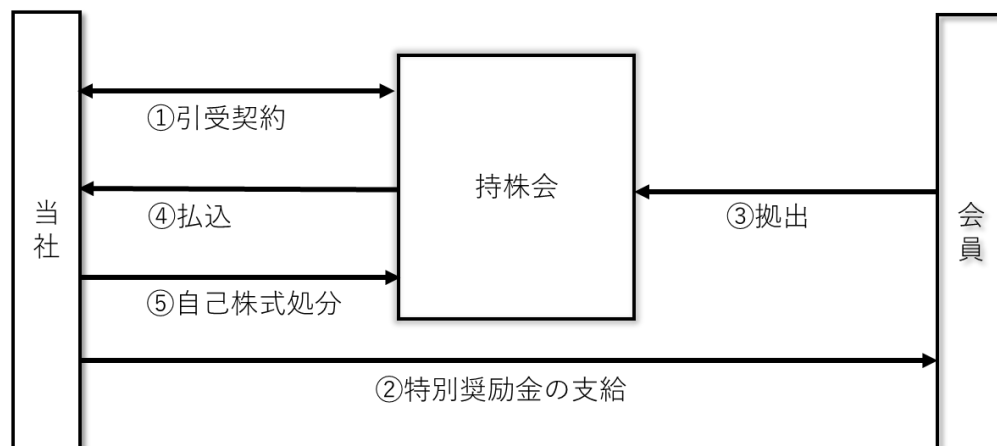 当社
①引受契約
持株会
④払込
③拠出
会員
⑤自己株式処分
②特別奨励金の支給